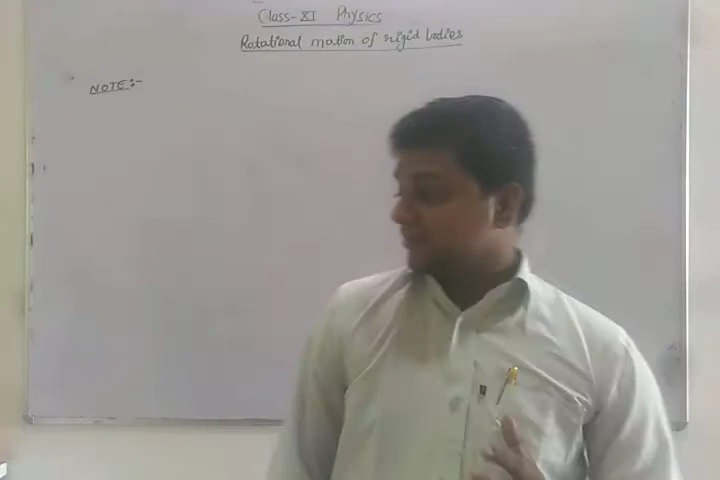 Class-XI Physics
Rotational motion of rigid bodies
NOTE:-